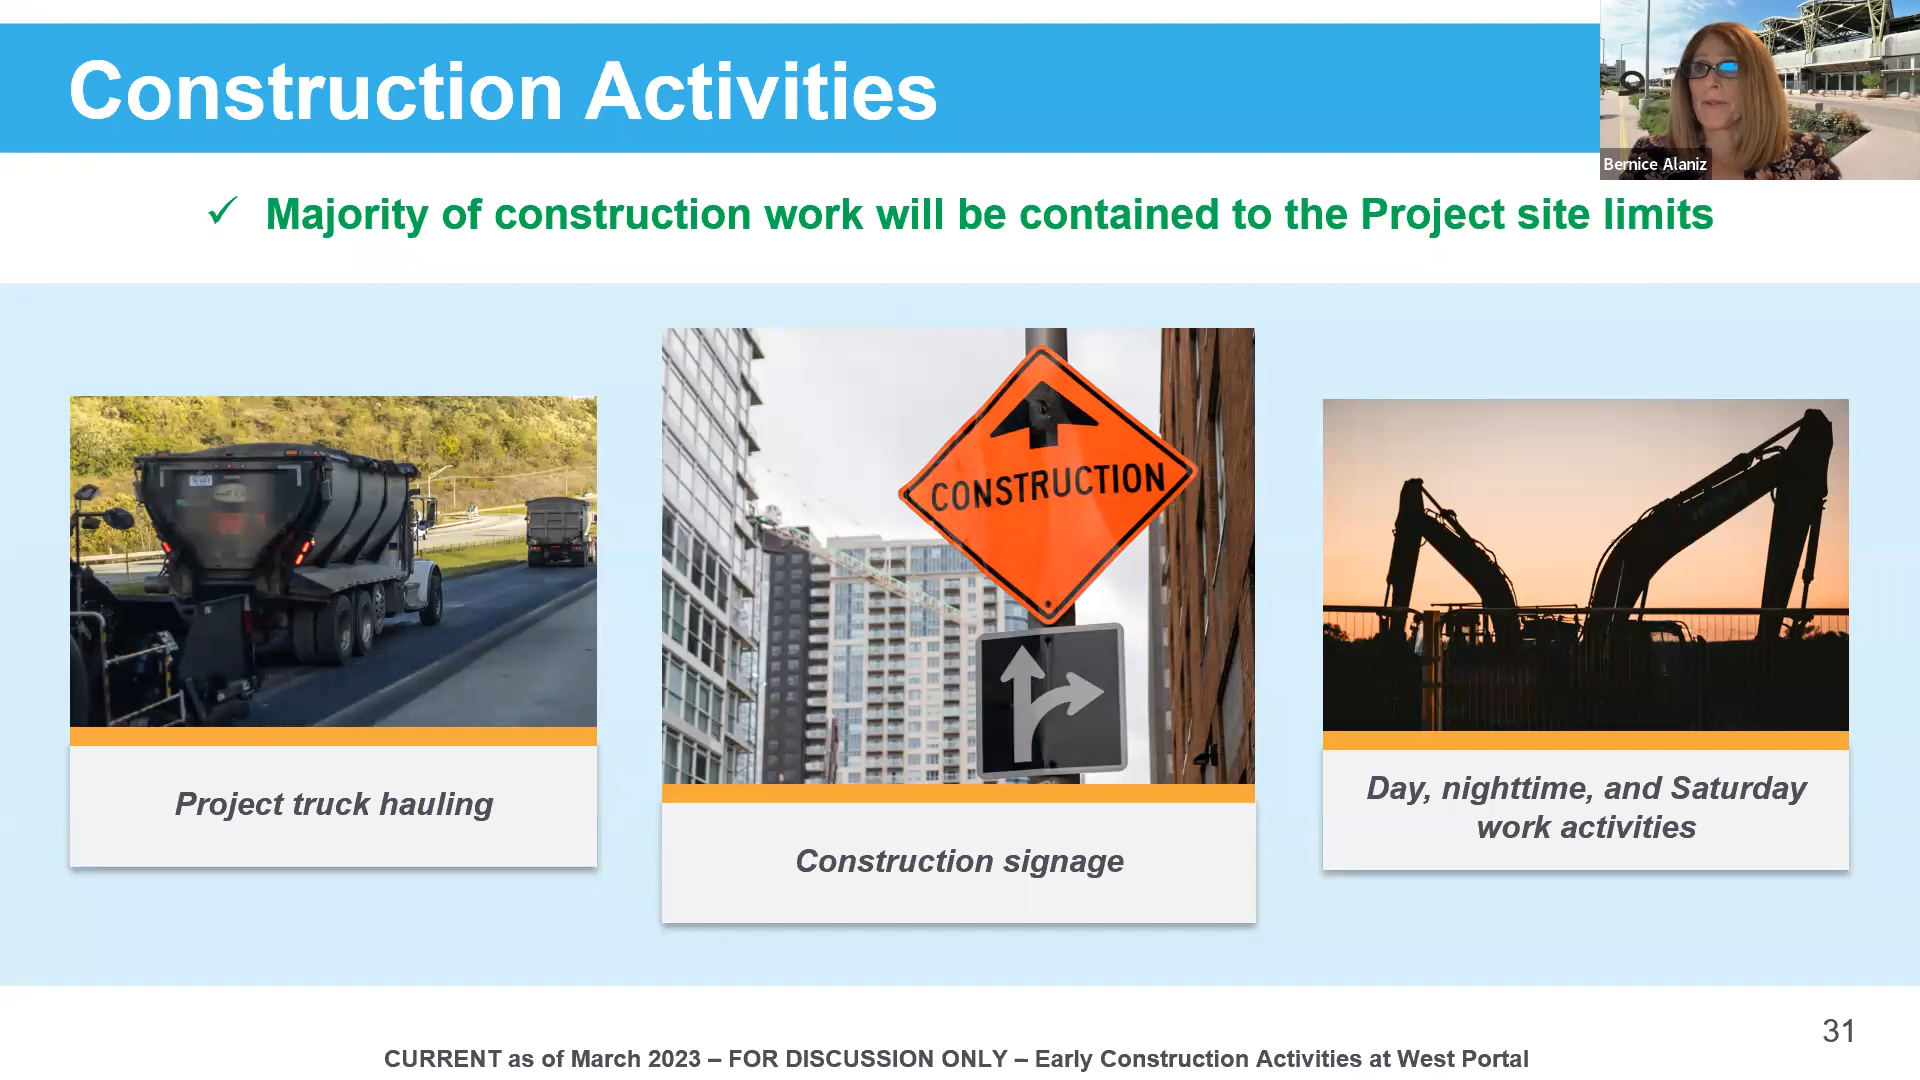 Construction Activities
Bernice Alaniz
✓ Majority of construction work will be contained to the Project site limits
CONSTRUCTION
Project truck hauling
Construction signage
Day, nighttime, and Saturday
work activities
31
CURRENT as of March 2023 – FOR DISCUSSION ONLY – Early Construction Activities at West Portal